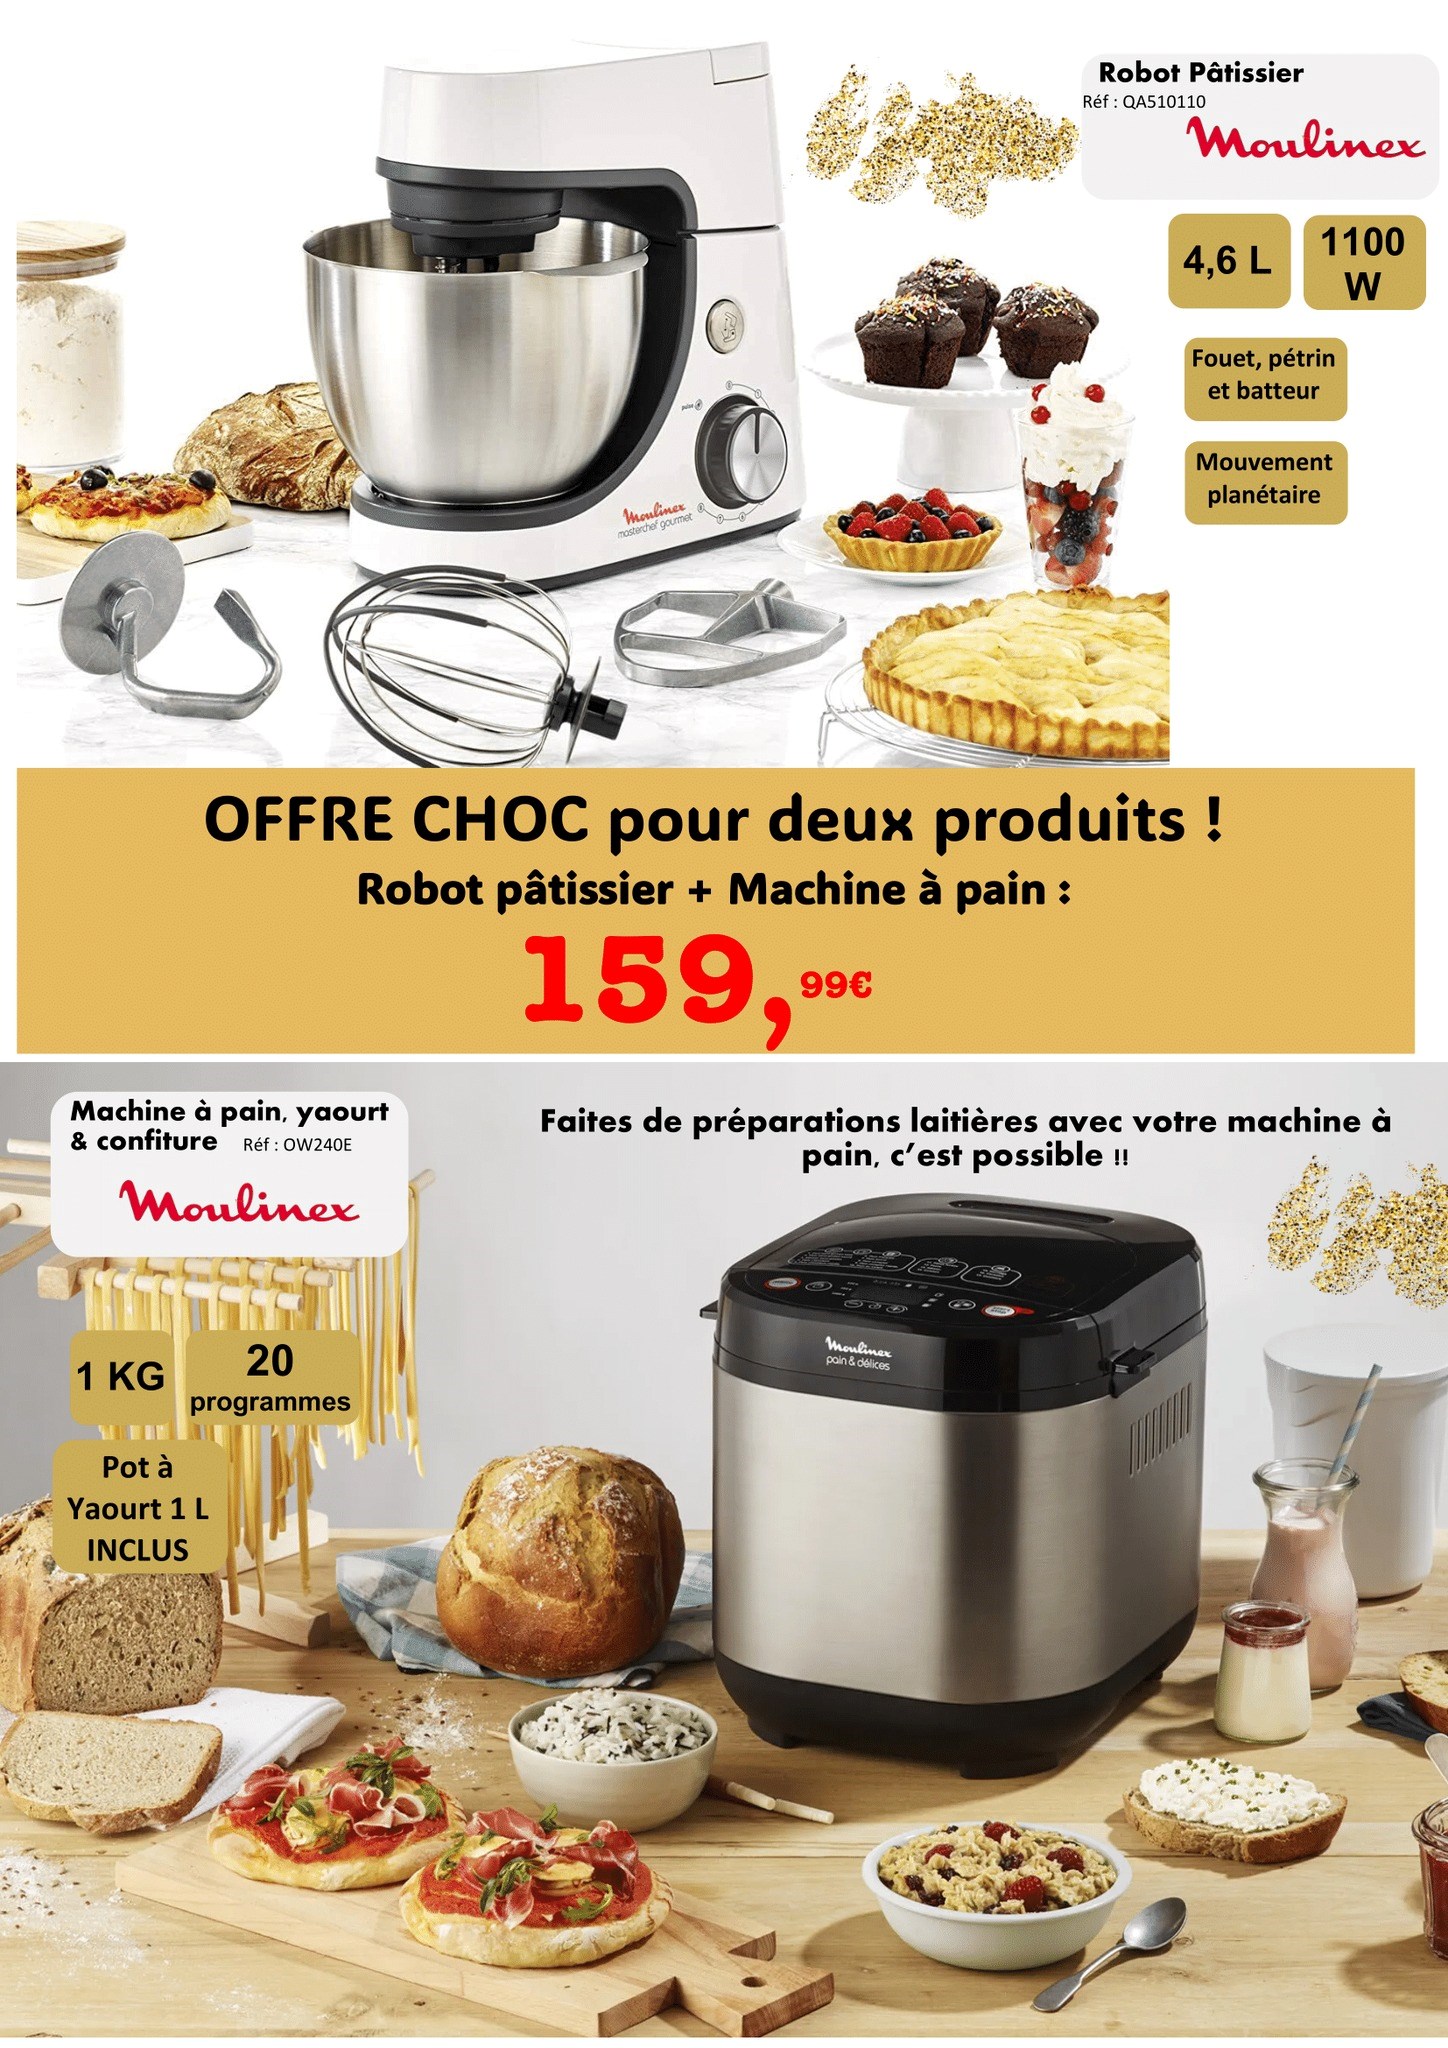 Robot Pâtissier
Réf : QA510110
Moulinex
4,6 L
1100
W
Fouet, pétrin
et batteur
Mouvement
planétaire
pulse
Moulinex
masterchef gourmet
OFFRE CHOC pour deux produits !
Robot pâtissier + Machine à pain :
159,99€
Machine à pain, yaourt
& confiture Réf : OW240E
Moulinex
Faites de préparations laitières avec votre machine à
pain, c'est possible !!
1 KG
20
programmes
Pot à
Yaourt 1 L
INCLUS
Moulinex
pain & délices